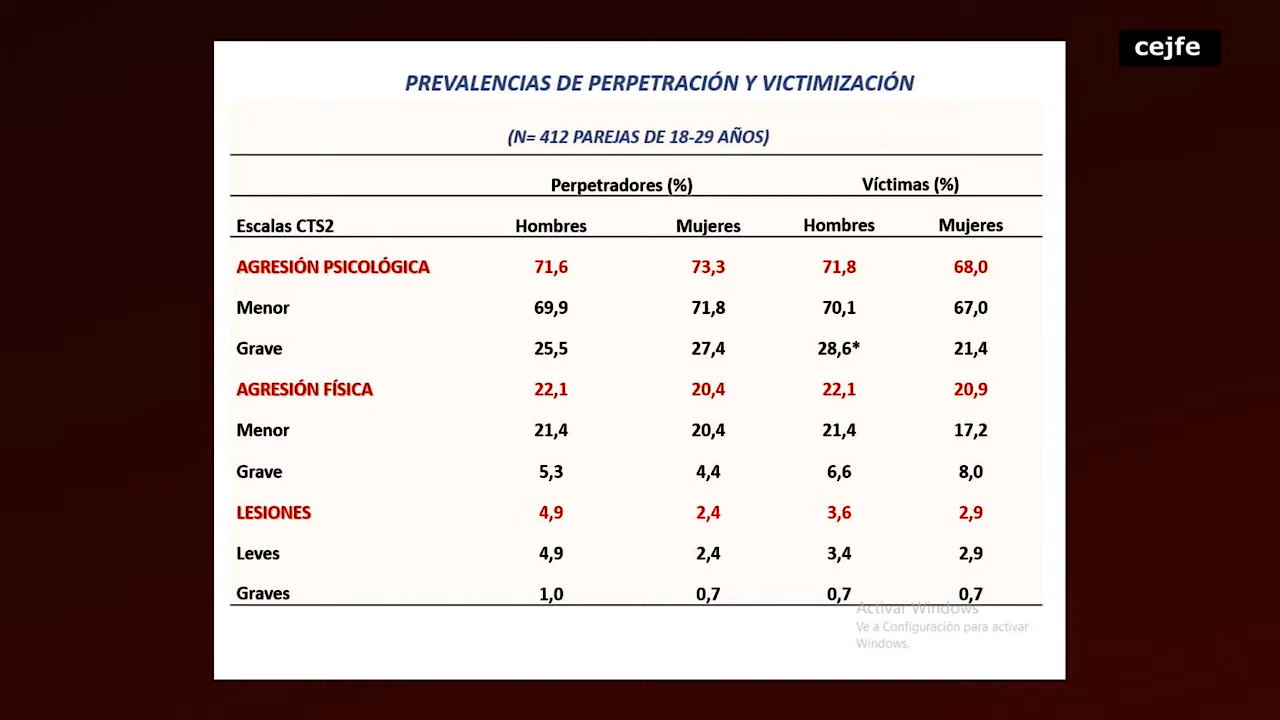 cejfe
PREVALENCIAS DE PERPETRACIÓN Y VICTIMIZACIÓN
(N= 412 PAREJAS DE 18-29 AÑOS)
Perpetradores (%) Víctimas (%)
Escalas CTS2 Hombres Mujeres Hombres Mujeres
AGRESIÓN PSICOLÓGICA 71,6 73,3 71,8 68,0
Menor 69,9 71,8 70,1 67,0
Grave 25,5 27,4 28,6* 21,4
AGRESIÓN FÍSICA 22,1 20,4 22,1 20,9
Menor 21,4 20,4 21,4 17,2
Grave 5,3 4,4 6,6 8,0
LESIONES 4,9 2,4 3,6 2,9
Leves 4,9 2,4 3,4 2,9
Graves 1,0 0,7 0,7 0,7
Activar Windows
Ve a Configuración para activar
Windows.